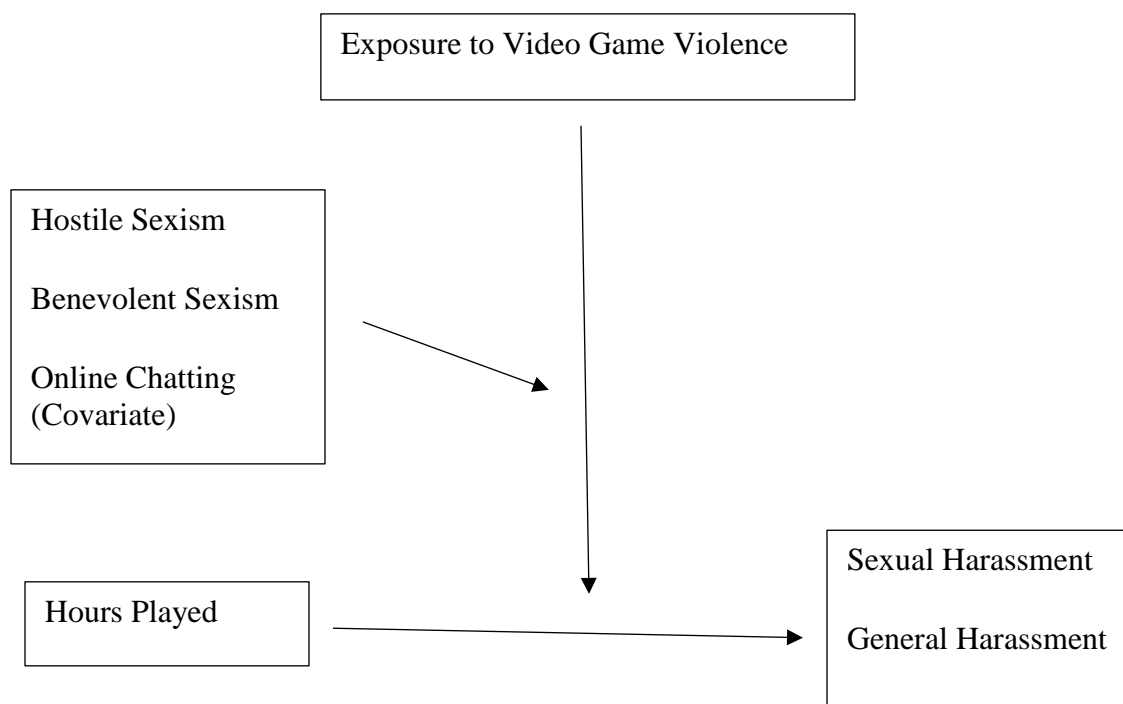 Exposure to Video Game Violence
Hostile Sexism
Benevolent Sexism
Online Chatting
(Covariate)
Hours Played
Sexual Harassment
General Harassment